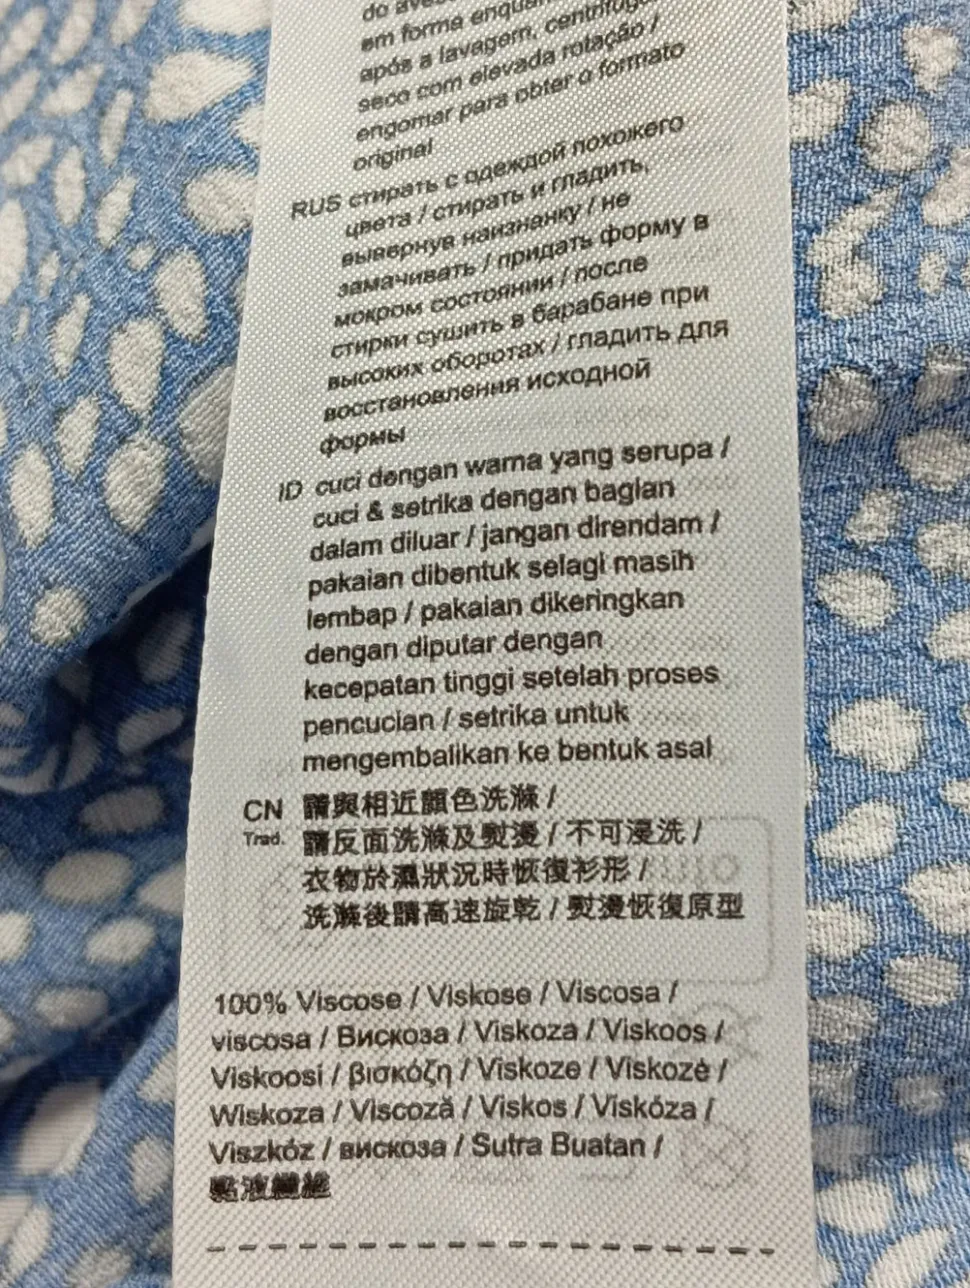 do
em forma
após a lavagem,
seco com elevada rotação /
engomar para obter o formato
original
RUS стирать с одеждой похожего
цвета / стирать и гладить,
вывернув наизнанку / не
замачивать / придать форму в
мокром состоянии / после
стирки сушить в барабане при
высоких оборотах / гладить для
восстановления исходной
формы
ID cuci dengan warna yang serupa /
cuci & setrika dengan bagian
dalam diluar / jangan direndam /
pakaian dibentuk selagi masih
lembap / pakaian dikeringkan
dengan diputar dengan
kecepatan tinggi setelah proses
pencucian / setrika untuk
mengembalikan ke bentuk asal
CN 請與相近顏色洗滌 /
Trad. 請反面洗滌及熨燙 / 不可浸洗 /
衣物於濕狀況時恢復衫形 /
洗滌後請高速旋乾 / 熨燙恢復原型
100% Viscose / Viskose / Viscosa /
viscosa / Вискоза / Viskoza / Viskoos /
Viskoosi / βισκόζη / Viskoze / Viskozė /
Wiskoza / Viscoză / Viskos / Viskóza /
Viszkóz / вискоза / Sutra Buatan /
黏液纖維